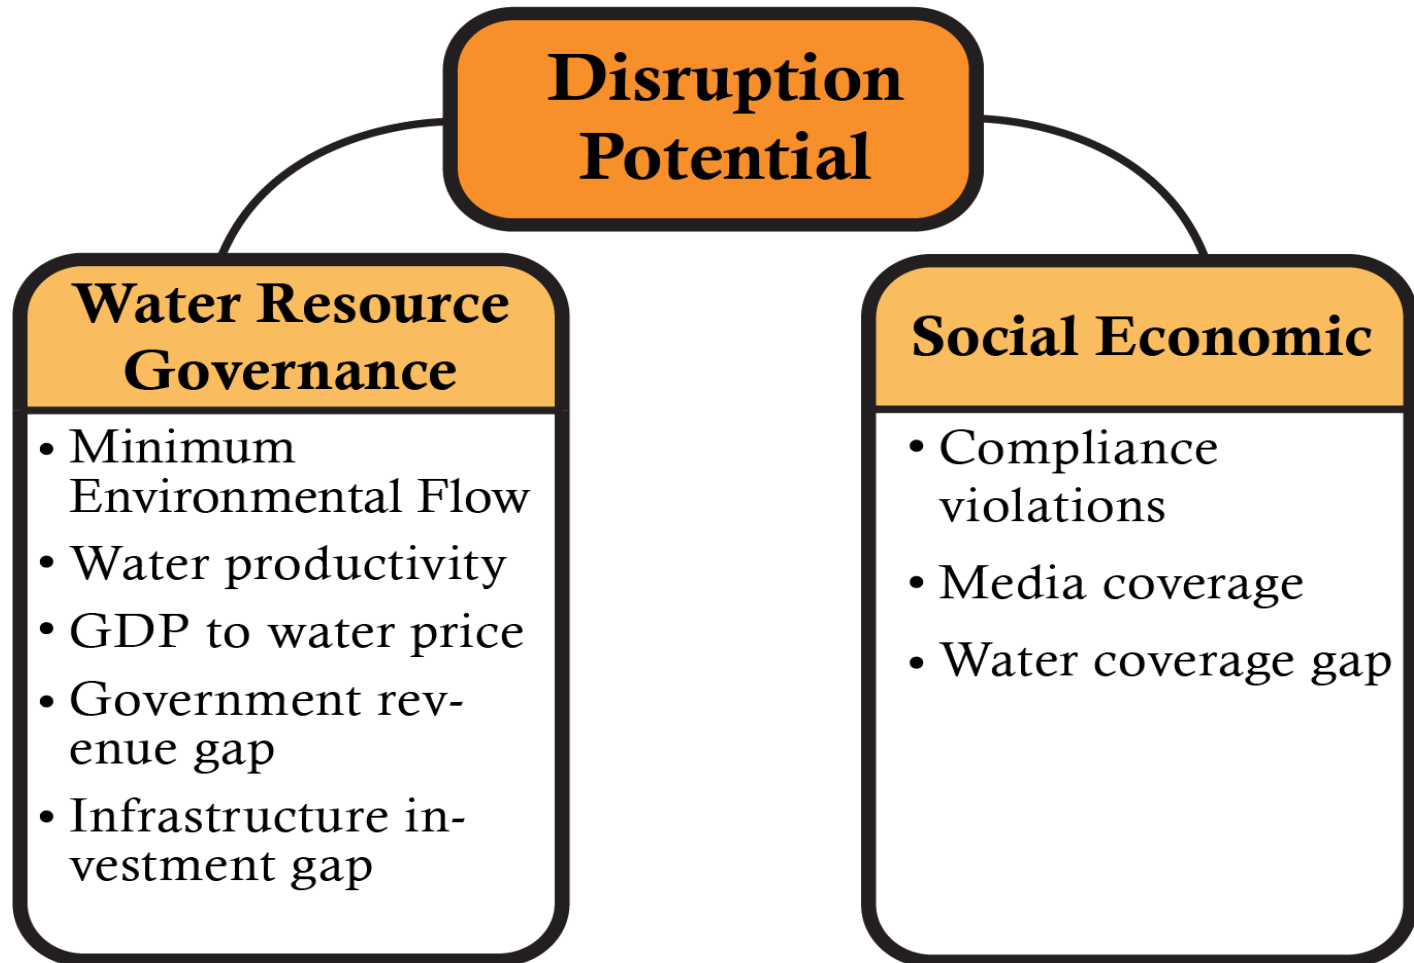 Disruption
Potential
Water Resource
Governance
• Minimum
Environmental Flow
• Water productivity
• GDP to water price
• Government rev-
enue gap
• Infrastructure in-
vestment gap
Social Economic
• Compliance
violations
• Media coverage
• Water coverage gap